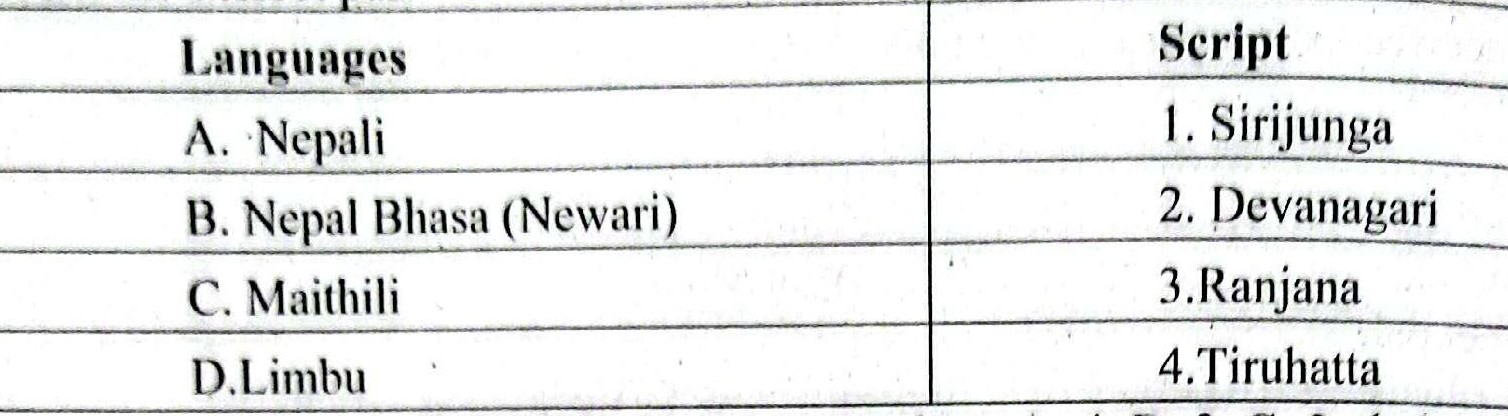 Languages Script
A. Nepali 1. Sirijunga
B. Nepal Bhasa (Newari) 2. Devanagari
C. Maithili 3.Ranjana
D.Limbu 4.Tiruhatta